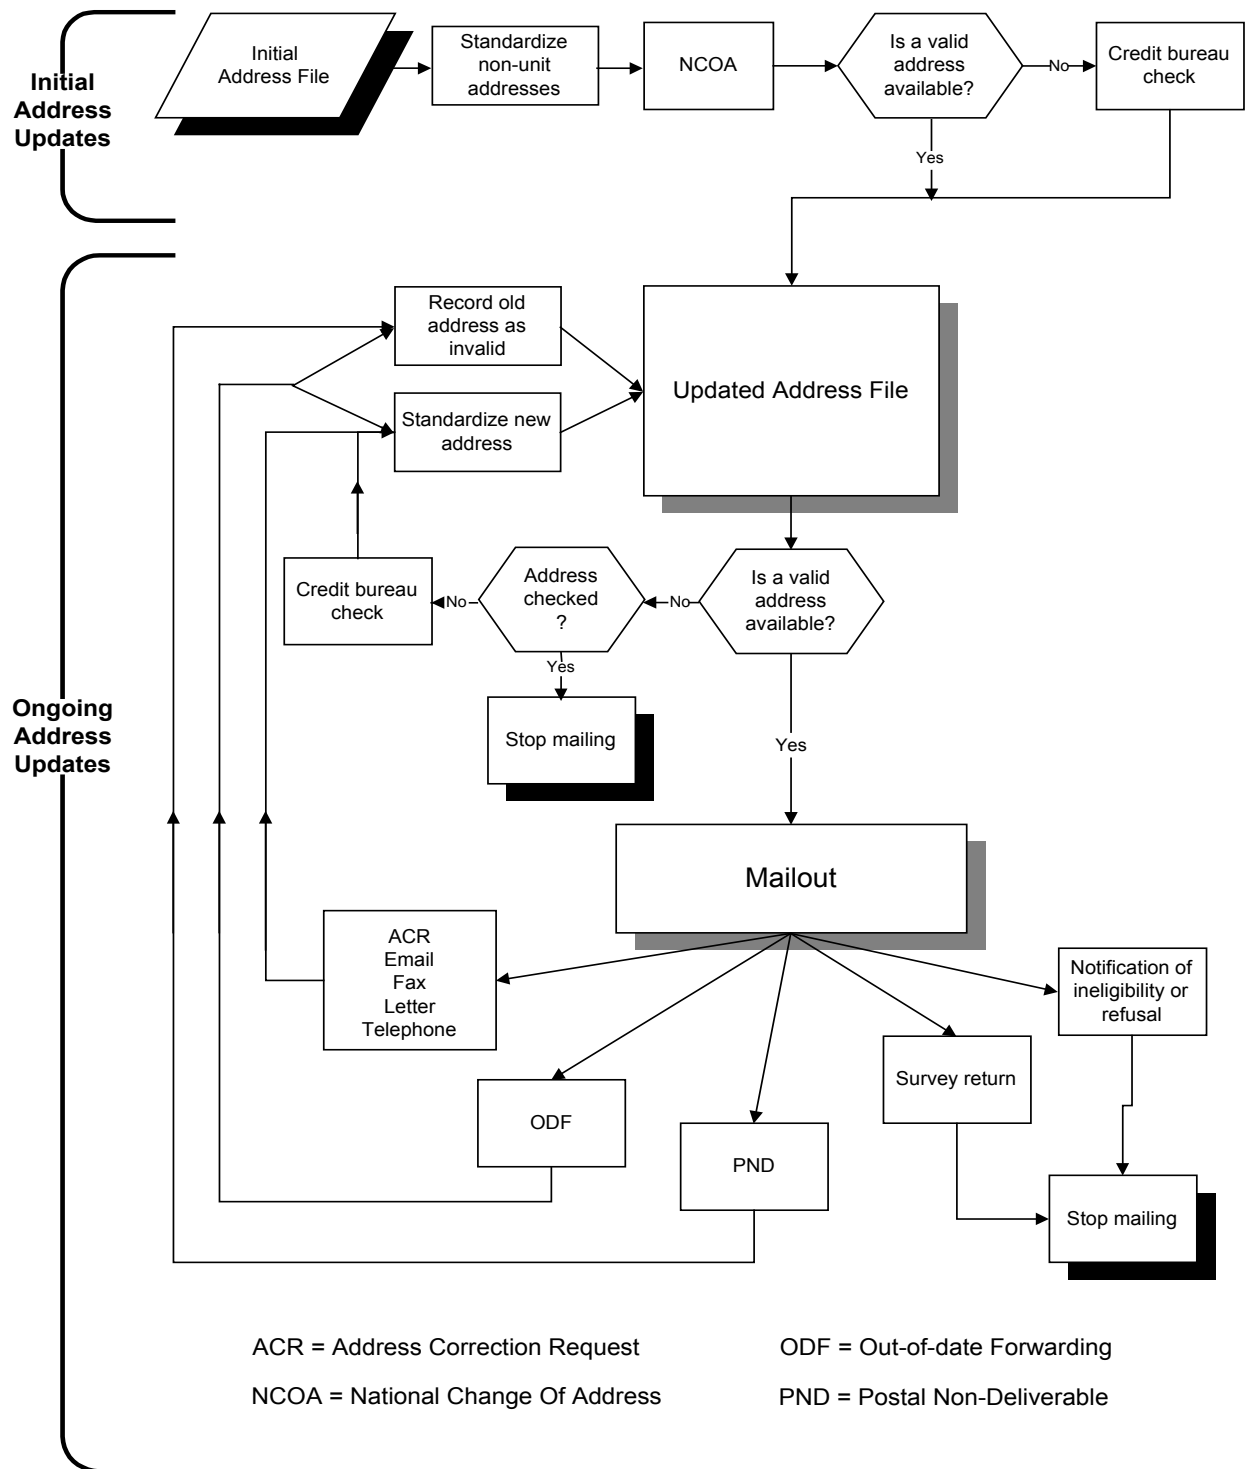 Initial
Address
Updates
Initial
Address File
Standardize
non-unit
addresses
NCOA
Is a valid
address
available?
No
Credit bureau
check
Yes
Record old
address as
invalid
Standardize new
address
Updated Address File
Credit bureau
check
No
Address
checked
?
No
Is a valid
address
available?
Yes
Stop mailing
Yes
Ongoing
Address
Updates
Mailout
ACR
Email
Fax
Letter
Telephone
Notification of
ineligibility or
refusal
Survey return
ODF
PND
Stop mailing
ACR = Address Correction Request
ODF = Out-of-date Forwarding
NCOA = National Change Of Address
PND = Postal Non-Deliverable